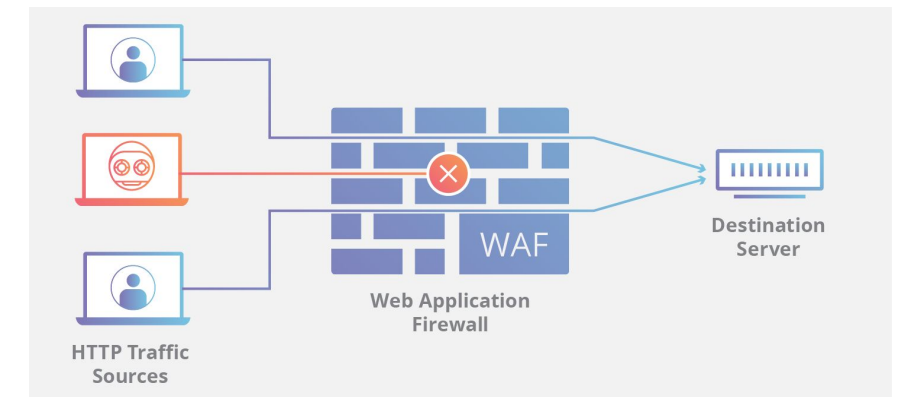 WAF
Web Application
Firewall
Destination
Server
HTTP Traffic
Sources